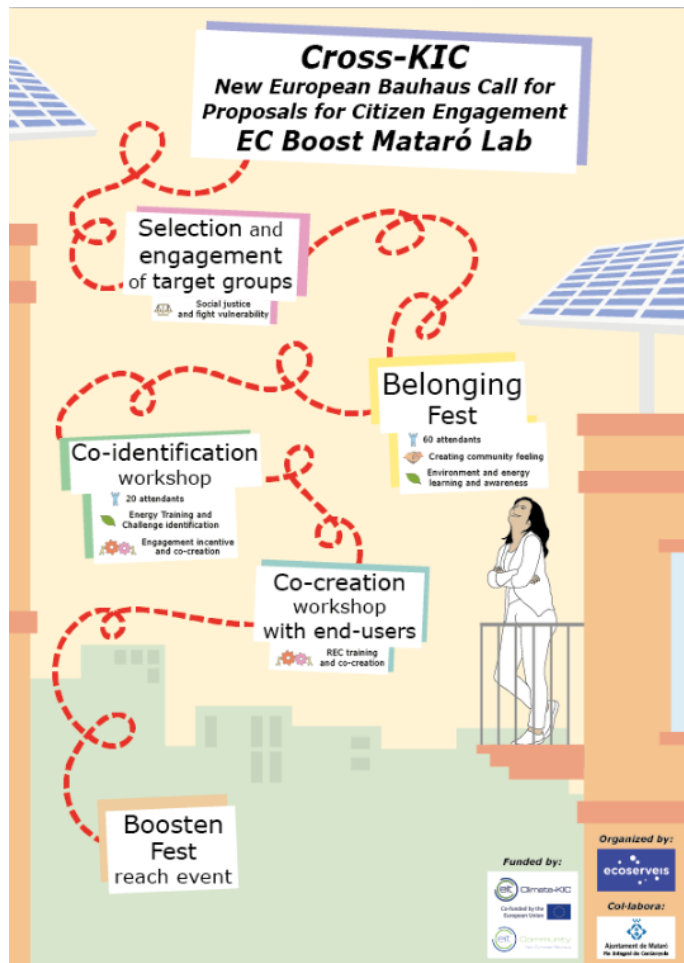 Cross-KIC
New European Bauhaus Call for
Proposals for Citizen Engagement
EC Boost Mataró Lab
Selection and
engagement
of target groups
Social justice
and fight vulnerability
Belonging
Fest
60 attendants
Creating community feeling
Environment and energy
learning and awareness
Co-identification
workshop
20 attendants
Energy Training and
Challenge identification
Engagement incentive
and co-creation
Co-creation
workshop
with end-users
REC training
and co-creation
Boosten
Fest
reach event
Funded by:
eit Climate-KIC
Co-funded by the
European Union
eit Community
Organized by:
ecoserveis
Col·labora:
Ajuntament de Mataró